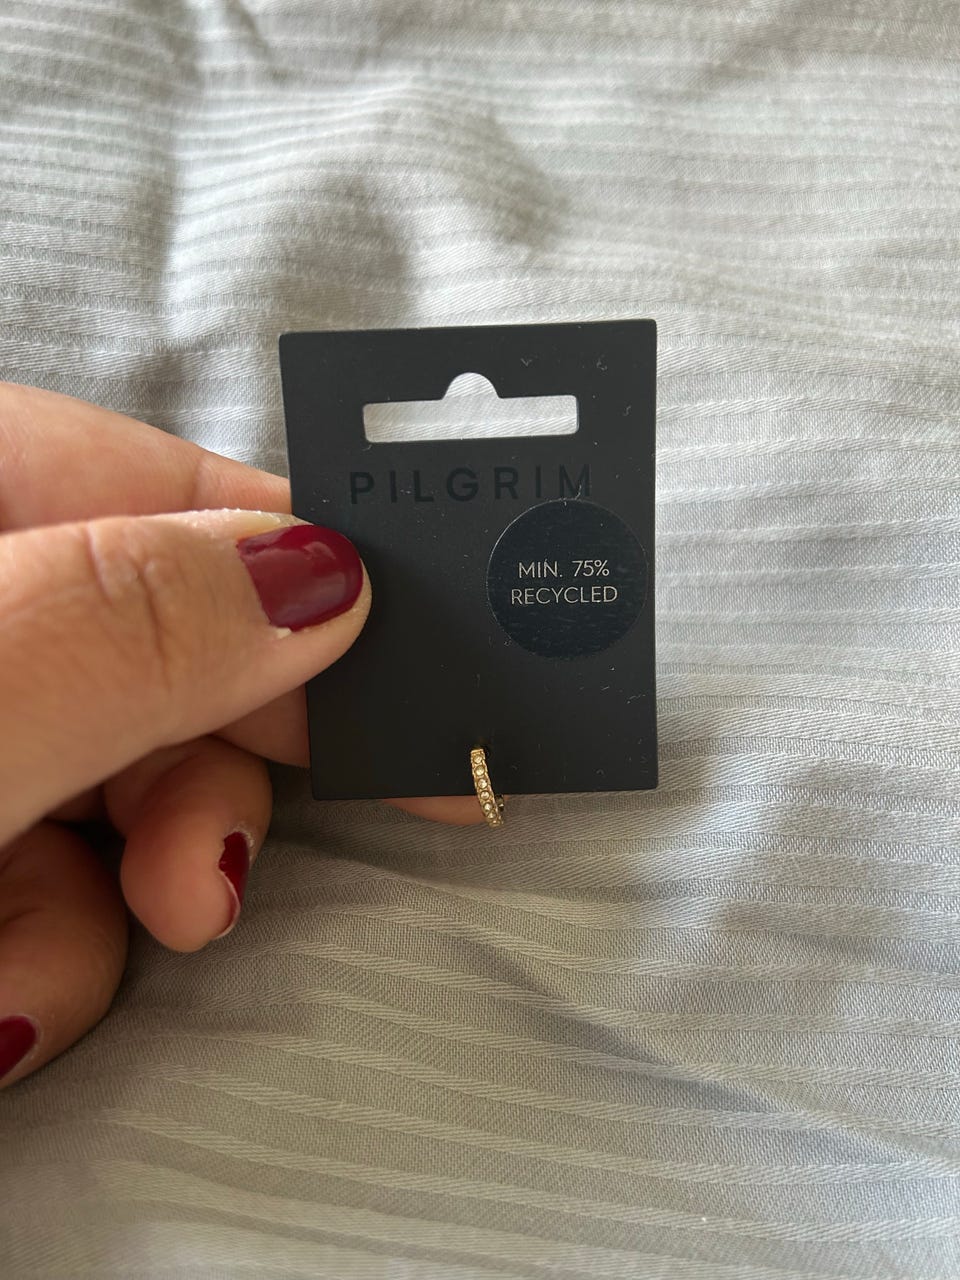 PILGRIM
MIN. 75%
RECYCLED